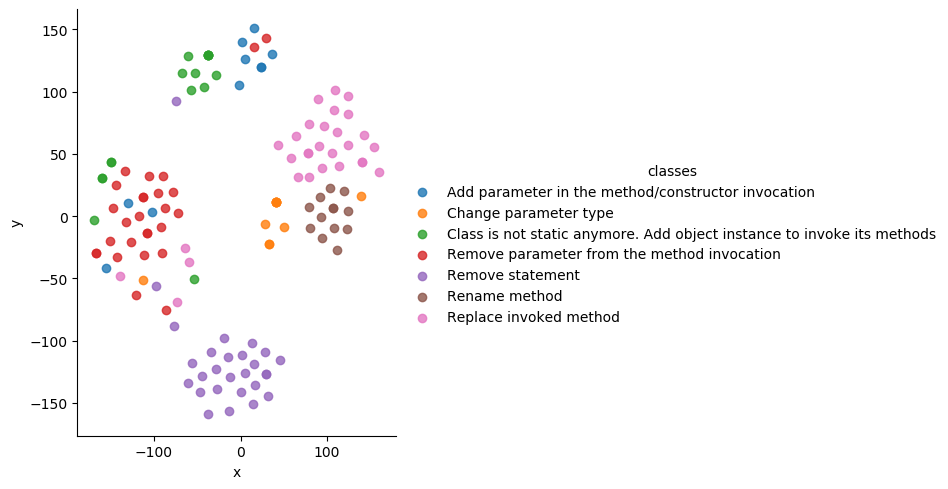 150
100
50
0
−50
−100
−150
−100
0
100
x
y
classes
Add parameter in the method/constructor invocation
Change parameter type
Class is not static anymore. Add object instance to invoke its methods
Remove parameter from the method invocation
Remove statement
Rename method
Replace invoked method